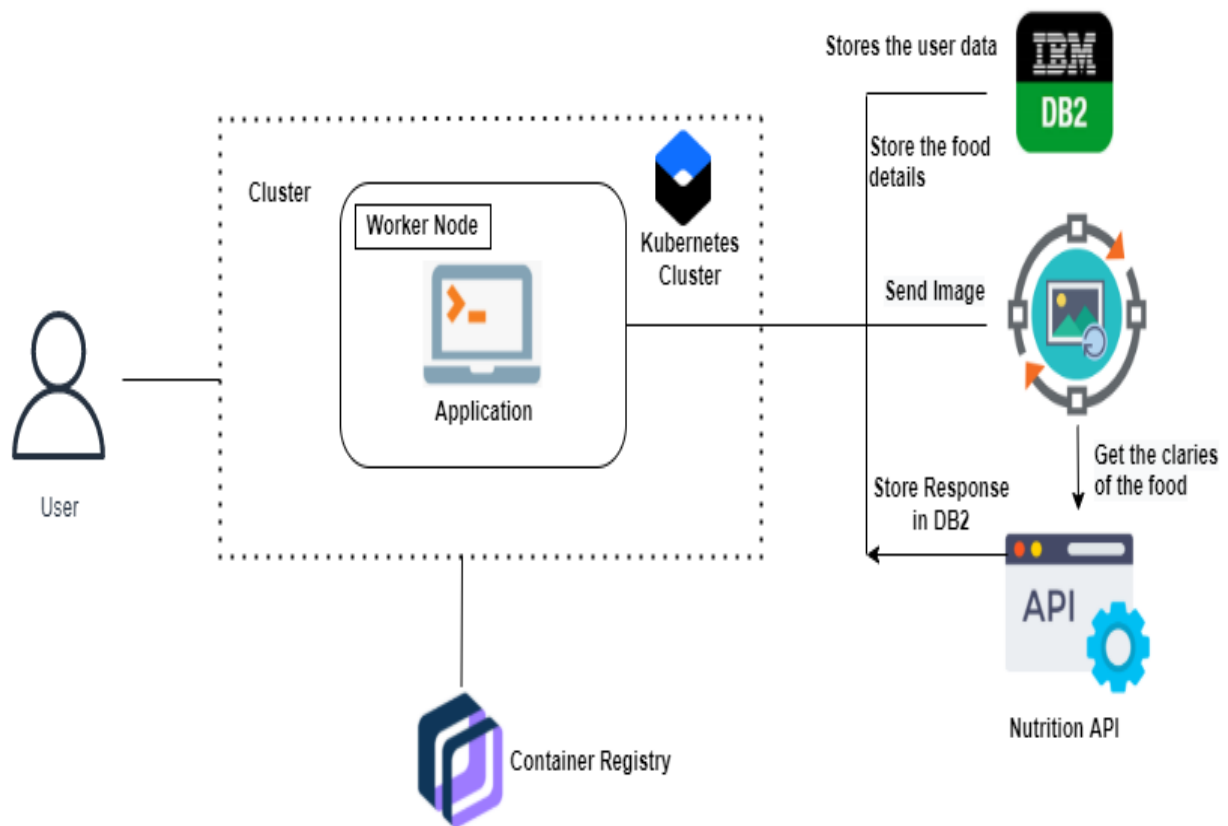 Stores the user data
IBM
DB2
Store the food
details
Cluster
Worker Node
Kubernetes
Cluster
Send Image
Application
User
Get the claries
of the food
Store Response
in DB2
API
Nutrition API
Container Registry